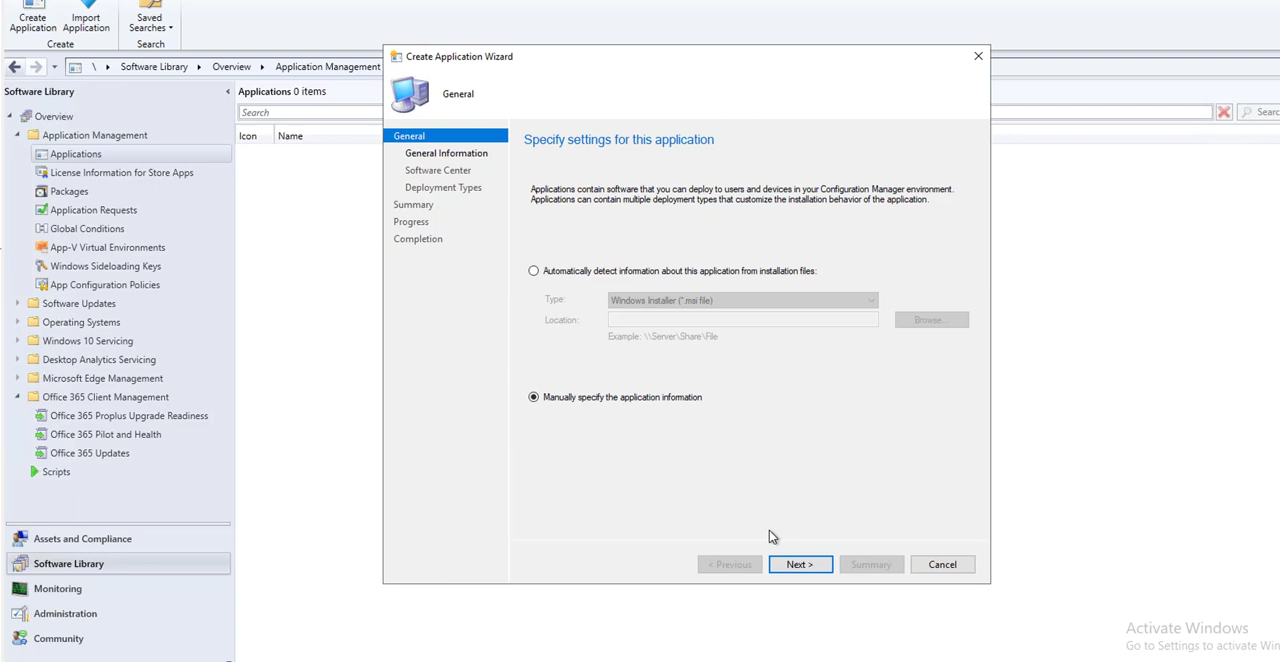 Create
Application
Import
Application
Saved
Searches
Create
Search
\ Software Library Overview Application Management
Software Library
Overview
Application Management
Applications
License Information for Store Apps
Packages
Application Requests
Global Conditions
App-V Virtual Environments
Windows Sideloading Keys
App Configuration Policies
Software Updates
Operating Systems
Windows 10 Servicing
Desktop Analytics Servicing
Microsoft Edge Management
Office 365 Client Management
Office 365 Proplus Upgrade Readiness
Office 365 Pilot and Health
Office 365 Updates
Scripts
Assets and Compliance
Software Library
Monitoring
Administration
Community
Applications 0 items
Search
Icon Name
Create Application Wizard
General
General
General Information
Software Center
Deployment Types
Summary
Progress
Completion
Specify settings for this application
Applications contain software that you can deploy to users and devices in your Configuration Manager environment.
Applications can contain multiple deployment types that customize the installation behavior of the application.
Automatically detect information about this application from installation files:
Type: Windows Installer (*.msi file)
Location: Browse...
Example: \\Server\Share\File
Manually specify the application information
< Previous Next > Summary Cancel
Activate Windows
Go to Settings to activate